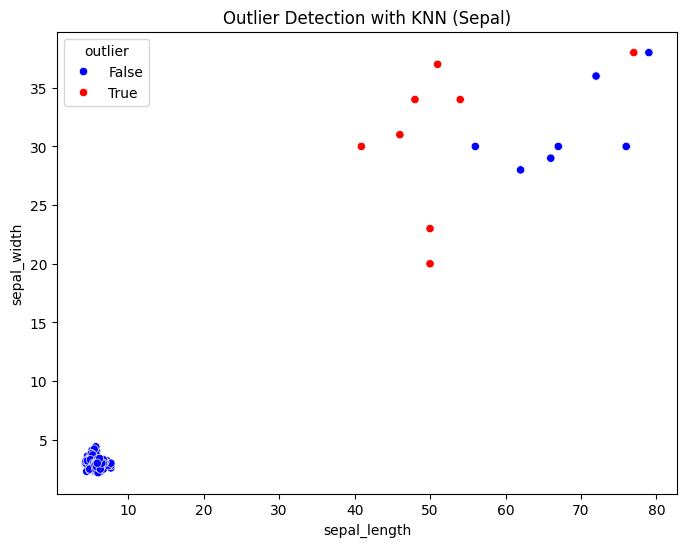 Outlier Detection with KNN (Sepal)
outlier
False
True
35
30
25
20
15
10
5
sepal_width
10 20 30 40 50 60 70 80
sepal_length